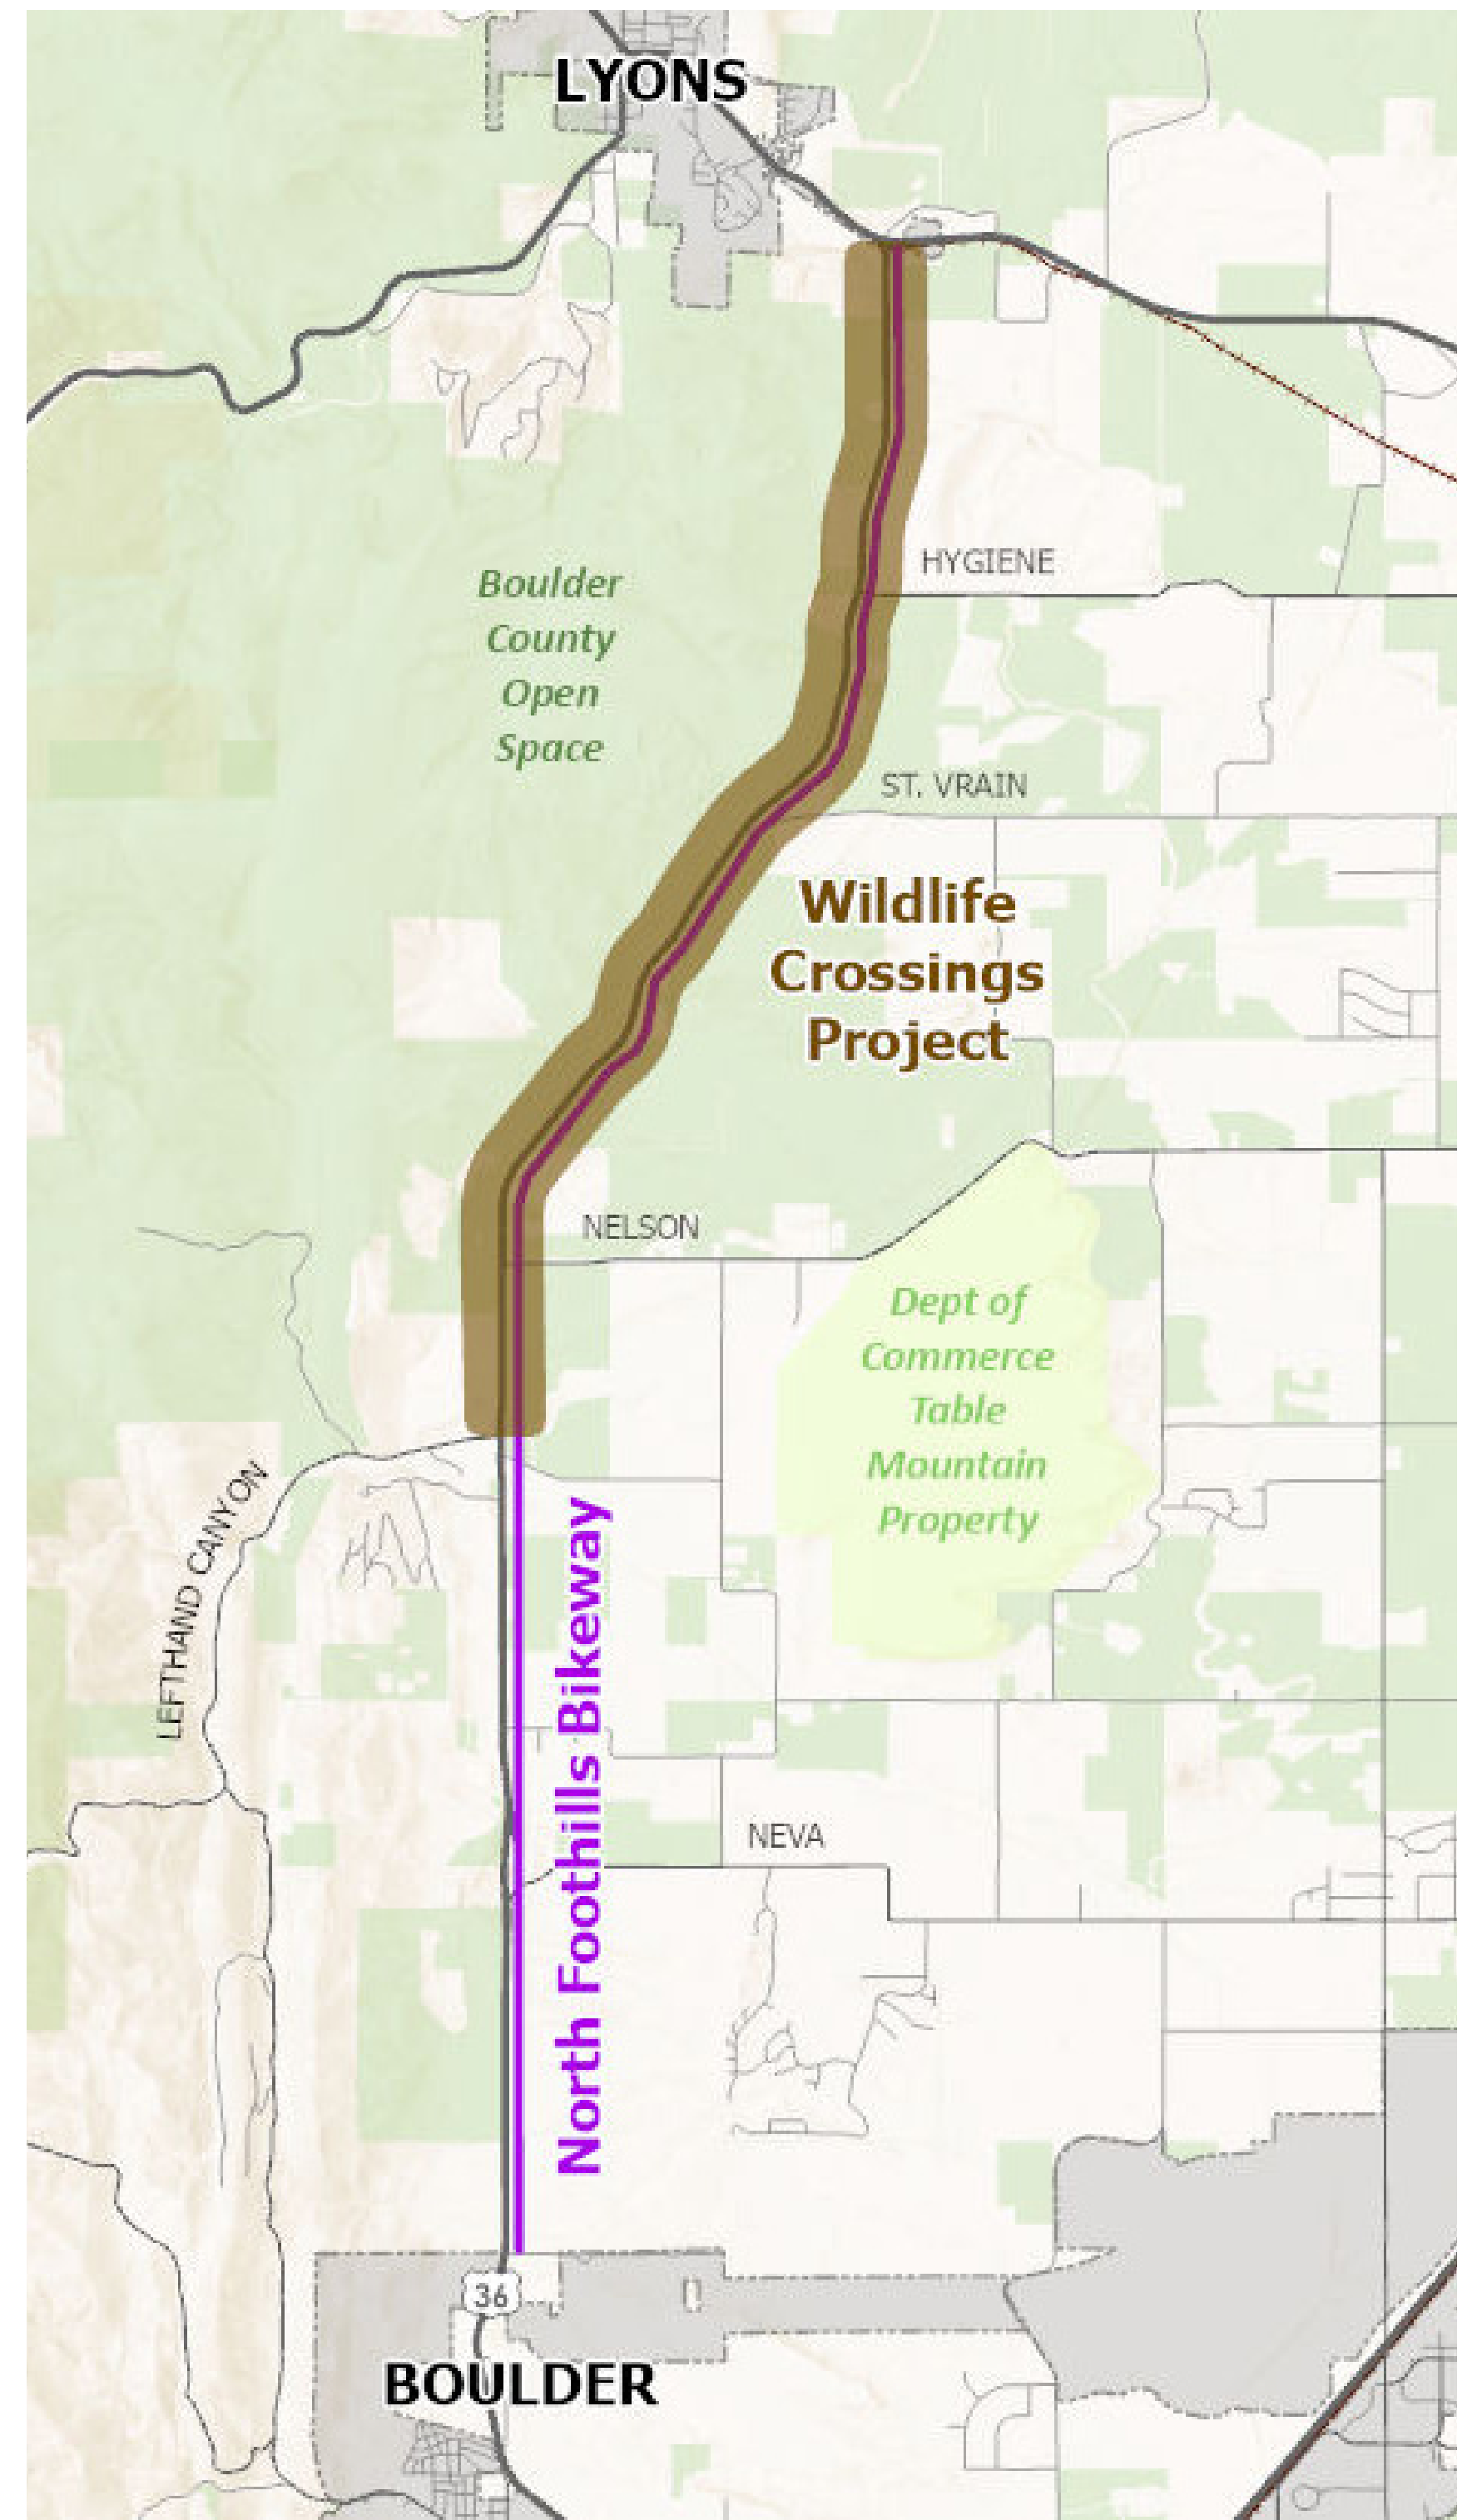 LYONS
HYGIENE
Boulder
County
Open
Space
ST. VRAIN
Wildlife
Crossings
Project
NELSON
Dept of
Commerce
Table
Mountain
Property
LEFTHAND CANYON
North Foothills Bikeway
NEVA
36
BOULDER